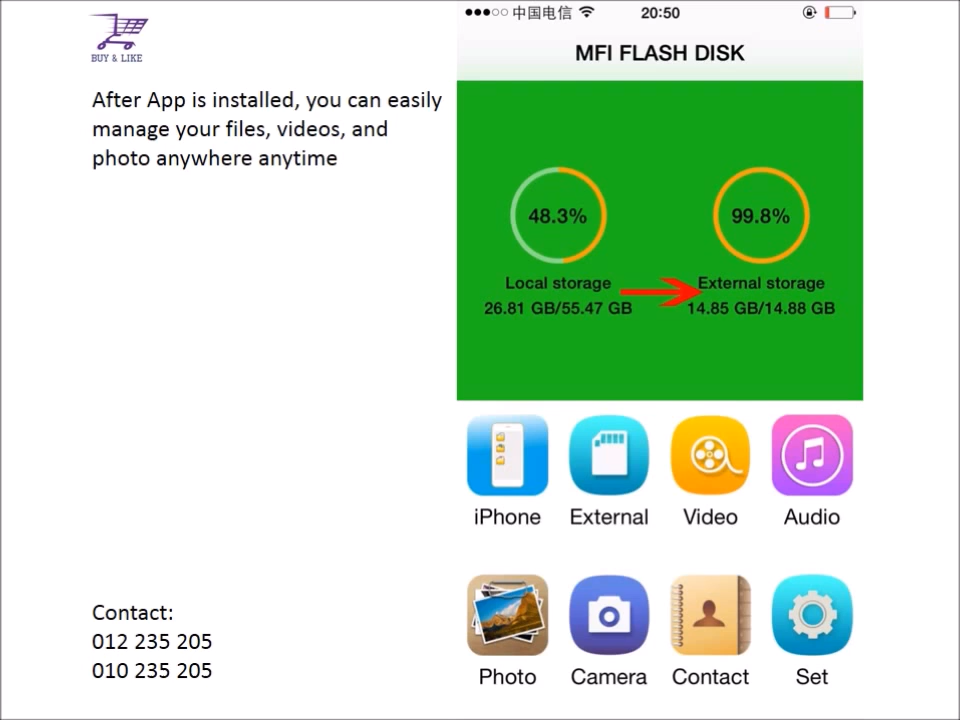 BUY & LIKE
After App is installed, you can easily
manage your files, videos, and
photo anywhere anytime
Contact:
012 235 205
010 235 205
中国电信 20:50
MFI FLASH DISK
48.3% 99.8%
Local storage External storage
26.81 GB/55.47 GB 14.85 GB/14.88 GB
iPhone External Video Audio
Photo Camera Contact Set